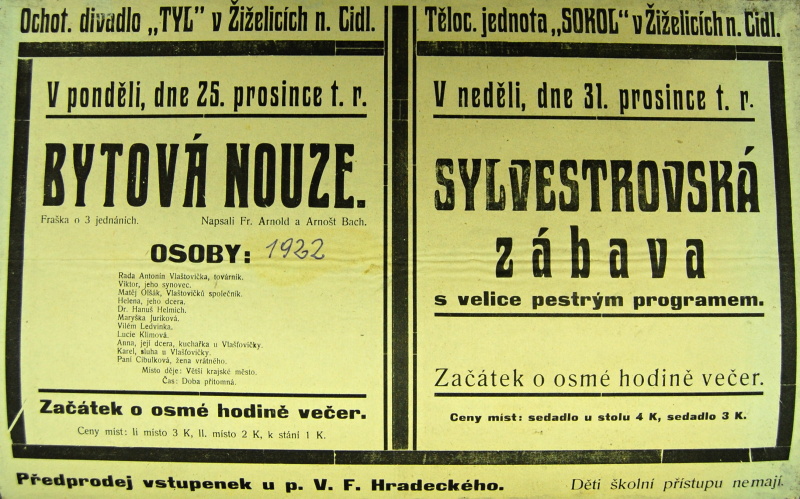 Ochot. divadlo „TYL" v Žiželicích n. Cidl.
V ponděli, dne 25. prosince t. r.
BYTOVÁ NOUZE.
Fraška o 3 jednáních. Napsali Fr. Arnold a Arnošt Bach.
OSOBY: 1922
Rada Antonín Vlaštovička, továrník.
Viktor, jeho synovec.
Matěj Olšák, Vlaštovičků společník.
Helena, jeho dcera.
Dr. Hanuš Helmich.
Maryška Juríková.
Vilém Ledvinka.
Lucie Klimová.
Anna, její dcera, kuchařka u Vlašťovičky.
Karel, sluha u Vlašťovičky.
Paní Cibulková, žena vrátného.
Místo děje: Větší krajské město.
Čas: Doba přítomná.
Začátek o osmé hodině večer.
Ceny míst: I. místo 3 K, II. místo 2 K, k stání 1 K.
Těloc. jednota „SOKOL" v Žiželicích n. Cidl.
V neděli, dne 31. prosince t. r.
SYLVESTROVSKÁ
zábava
s velice pestrým programem.
Začátek o osmé hodině večer.
Ceny míst: sedadlo u stolu 4 K, sedadlo 3 K.
Předprodej vstupenek u p. V. F. Hradeckého. Děti školní přístupu nemají.